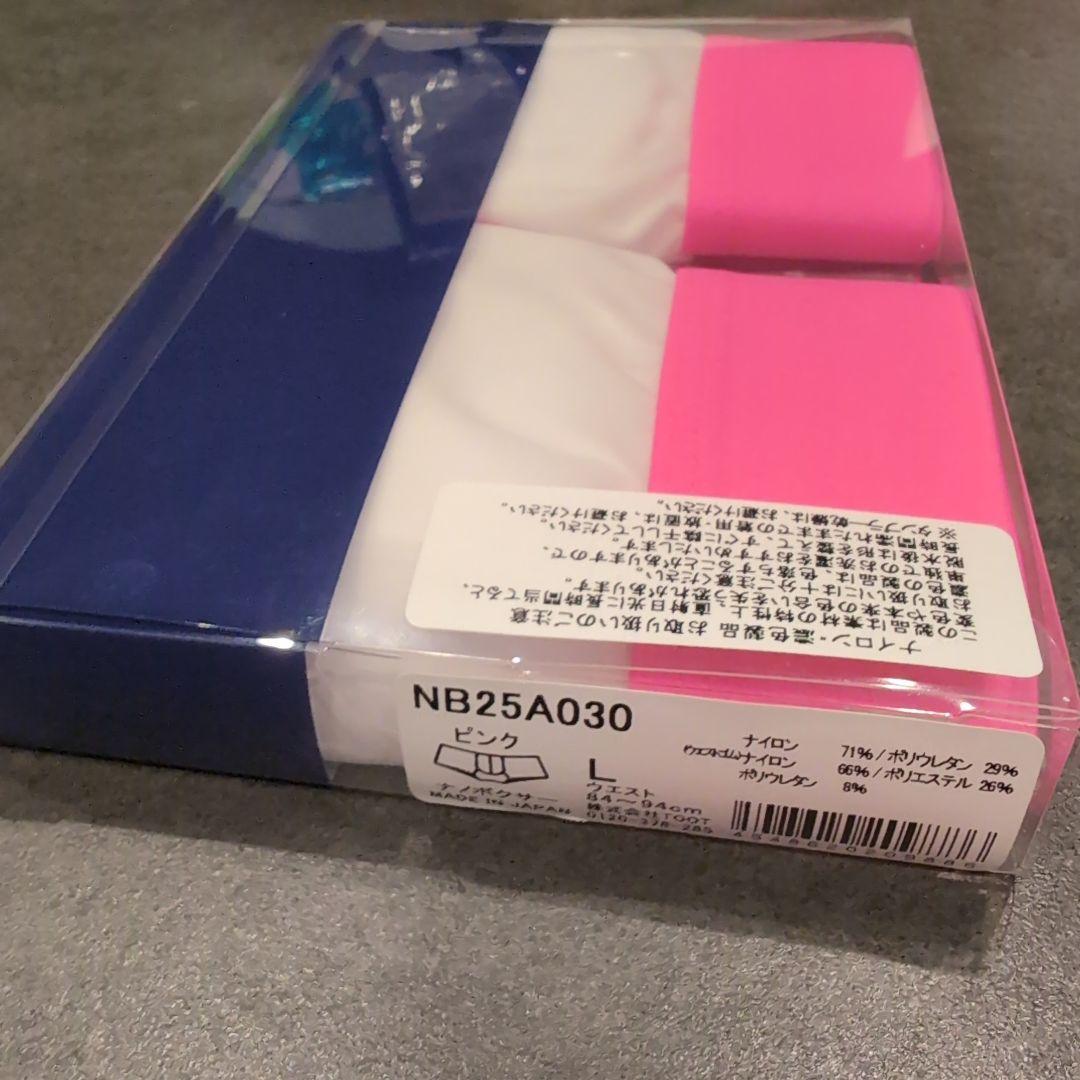 ナイロン・濃色製品 お取り扱いのご注意
この製品は素材の特性上、直射日光に長時間当てると、
変色や本来の色合いを失う恐れがあります。
お取り扱いには十分ご注意ください。
濃色の製品は、色落ちすることがありますので、
単独でのお洗濯をおすすめいたします。
脱水後は形を整えて、すぐに陰干ししてください。
長時間濡れたままでの着用・放置は、お避けください。
※タンブラー乾燥は、お避けください。
NB25A030
ピンク
L
ウエスト
84～94cm
ナノボクサー
MADE IN JAPAN
株式会社TOOT
0120-378-285
ナイロン 71%/ポリウレタン 29%
ウエストゴム:ナイロン 66%/ポリエステル 26%
ポリウレタン 8%